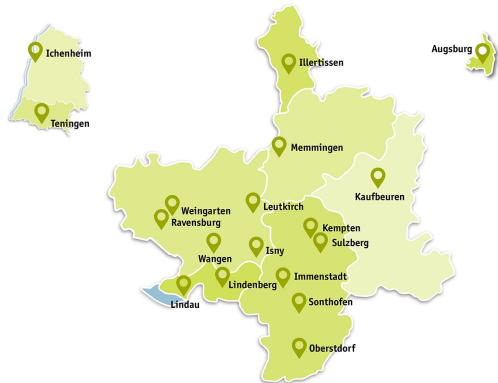 Ichenheim
Teningen
Illertissen
Augsburg
Memmingen
Kaufbeuren
Leutkirch
Weingarten
Ravensburg
Kempten
Sulzberg
Isny
Wangen
Immenstadt
Lindenberg
Lindau
Sonthofen
Oberstdorf